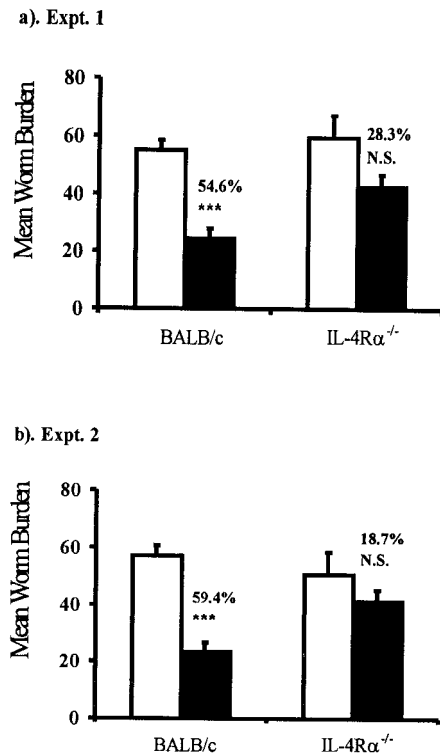 a). Expt. 1
Mean Worm Burden
80
60
40
20
0
54.6%
***
28.3%
N.S.
BALB/c
IL-4Rα-/-
b). Expt. 2
Mean Worm Burden
80
60
40
20
0
59.4%
***
18.7%
N.S.
BALB/c
IL-4Rα-/-